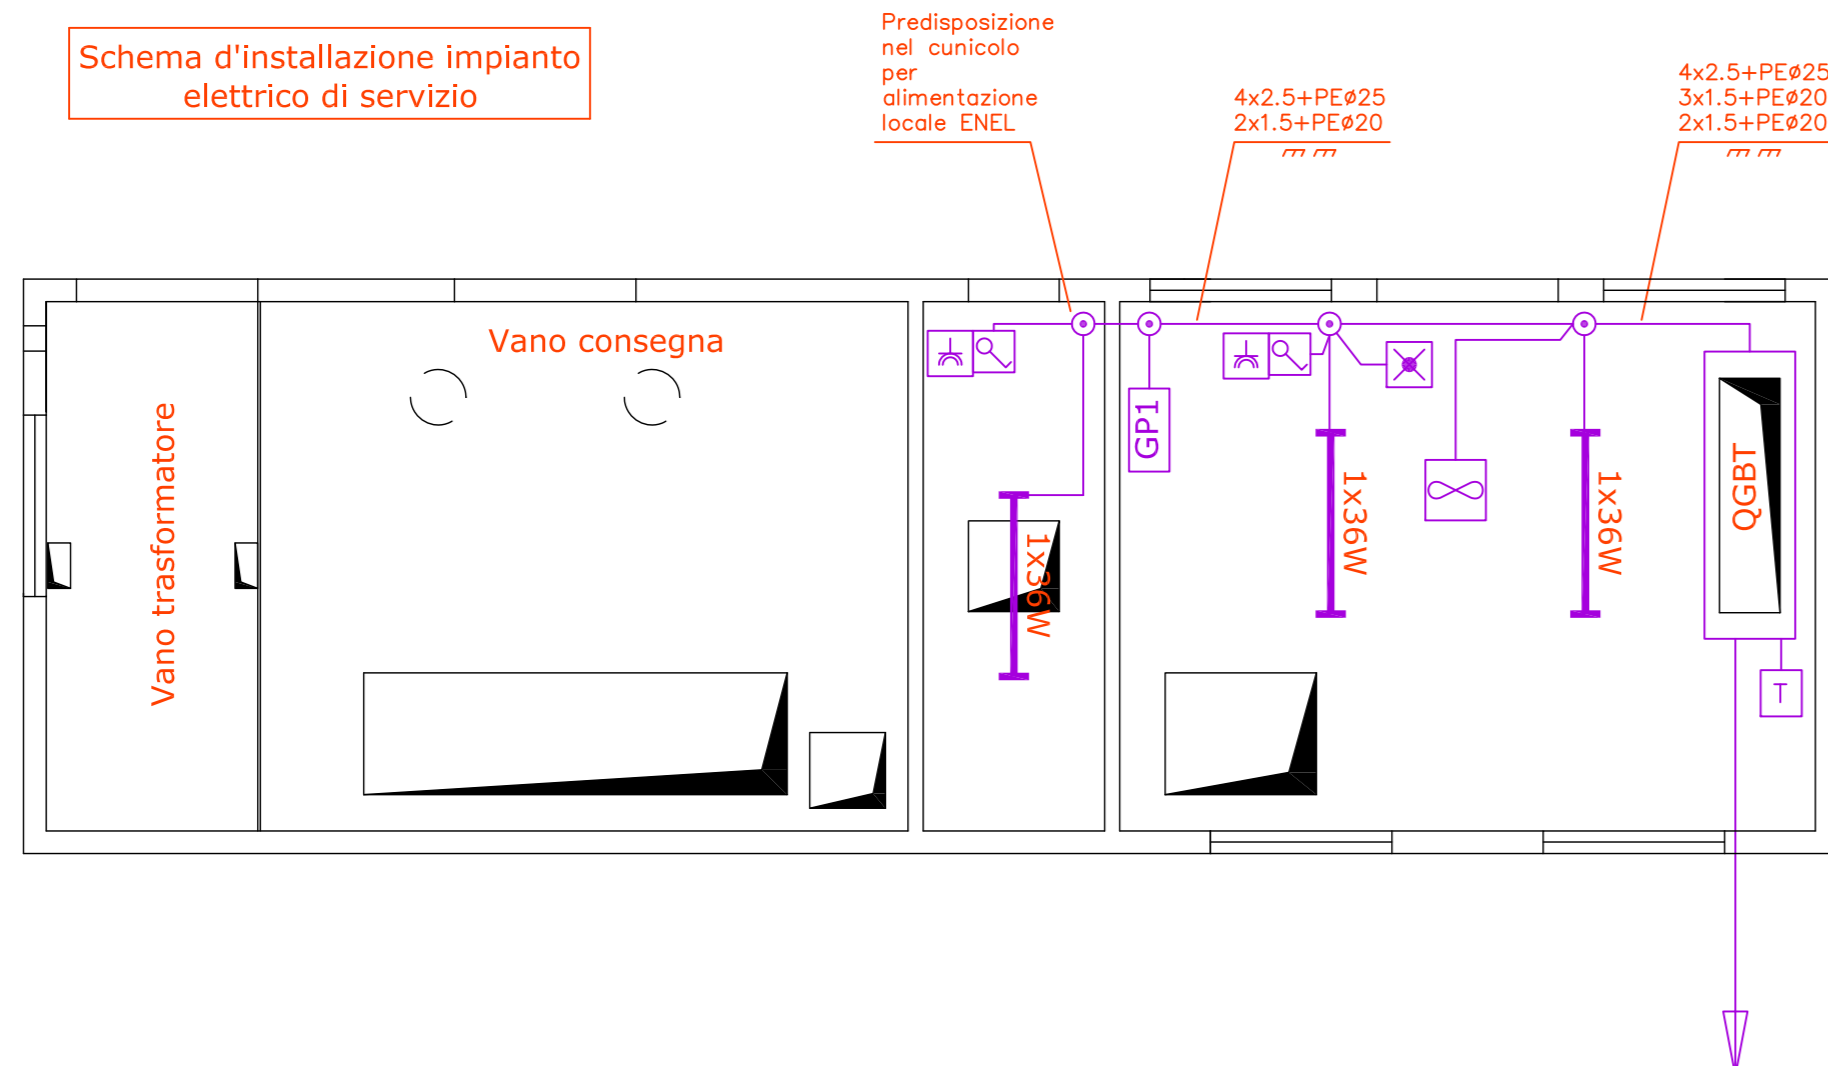 Schema d'installazione impianto
elettrico di servizio
Predisposizione
nel cunicolo
per
alimentazione
locale ENEL
4x2.5+PEø25
2x1.5+PEø20
4x2.5+PEø25
3x1.5+PEø20
2x1.5+PEø20
Vano consegna
Vano trasformatore
GP1
1x36W
1x36W
1x36W
QGBT
T